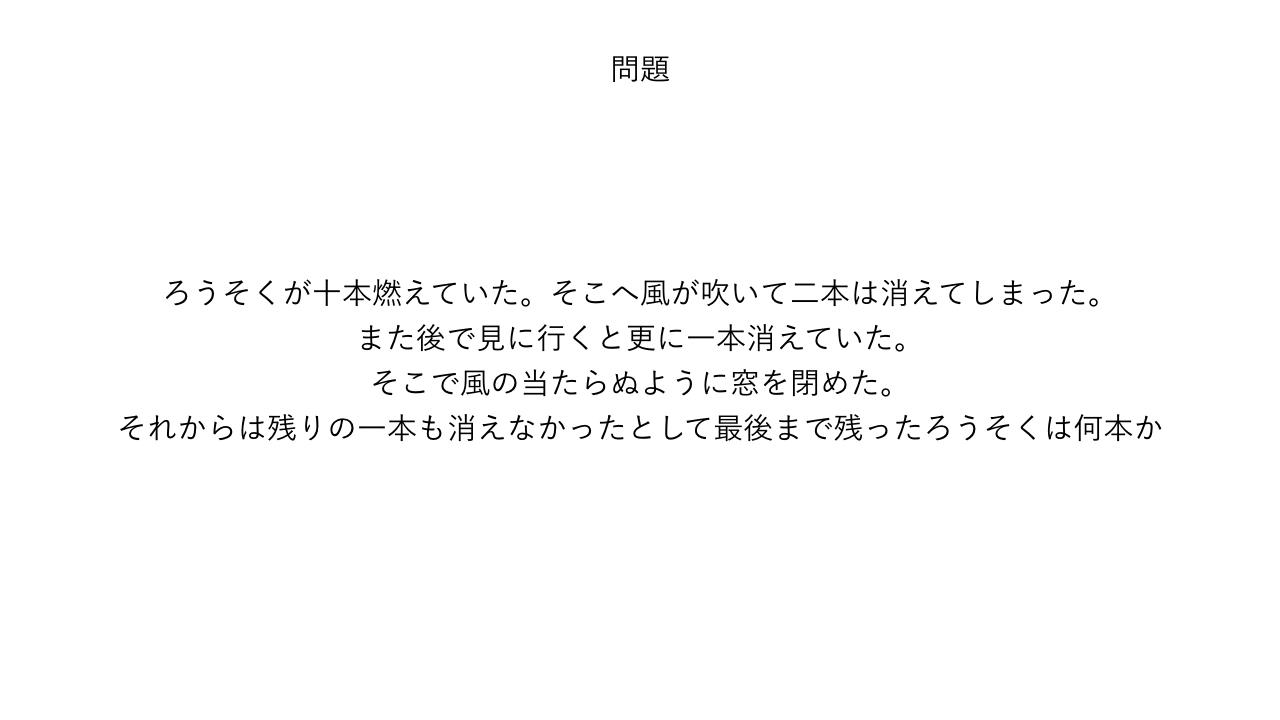 問題
ろうそくが十本燃えていた。そこへ風が吹いて二本は消えてしまった。
また後で見に行くと更に一本消えていた。
そこで風の当たらぬように窓を閉めた。
それからは残りの一本も消えなかったとして最後まで残ったろうそくは何本か